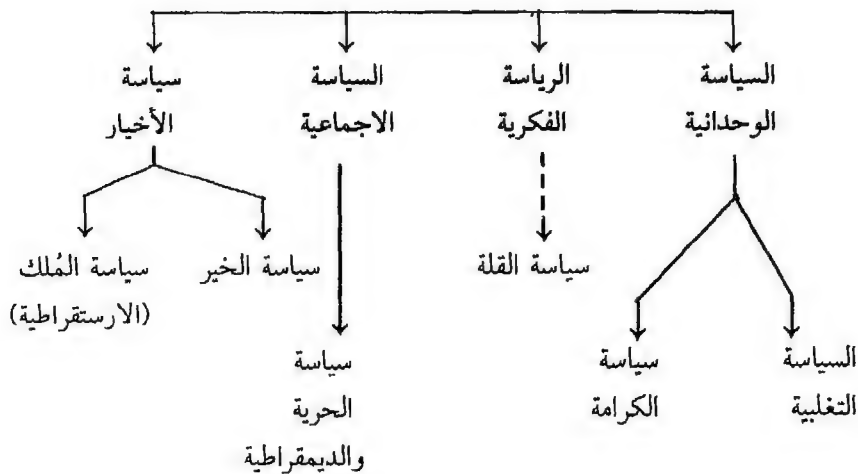 السياسة
الوحدانية
الرياسة
الفكرية
السياسة
الاجماعية
سياسة
الأخيار
سياسة القلة
سياسة الخير
سياسة المُلك
(الارستقراطية)
السياسة
التغلبية
سياسة
الكرامة
سياسة
الحرية
والديمقراطية